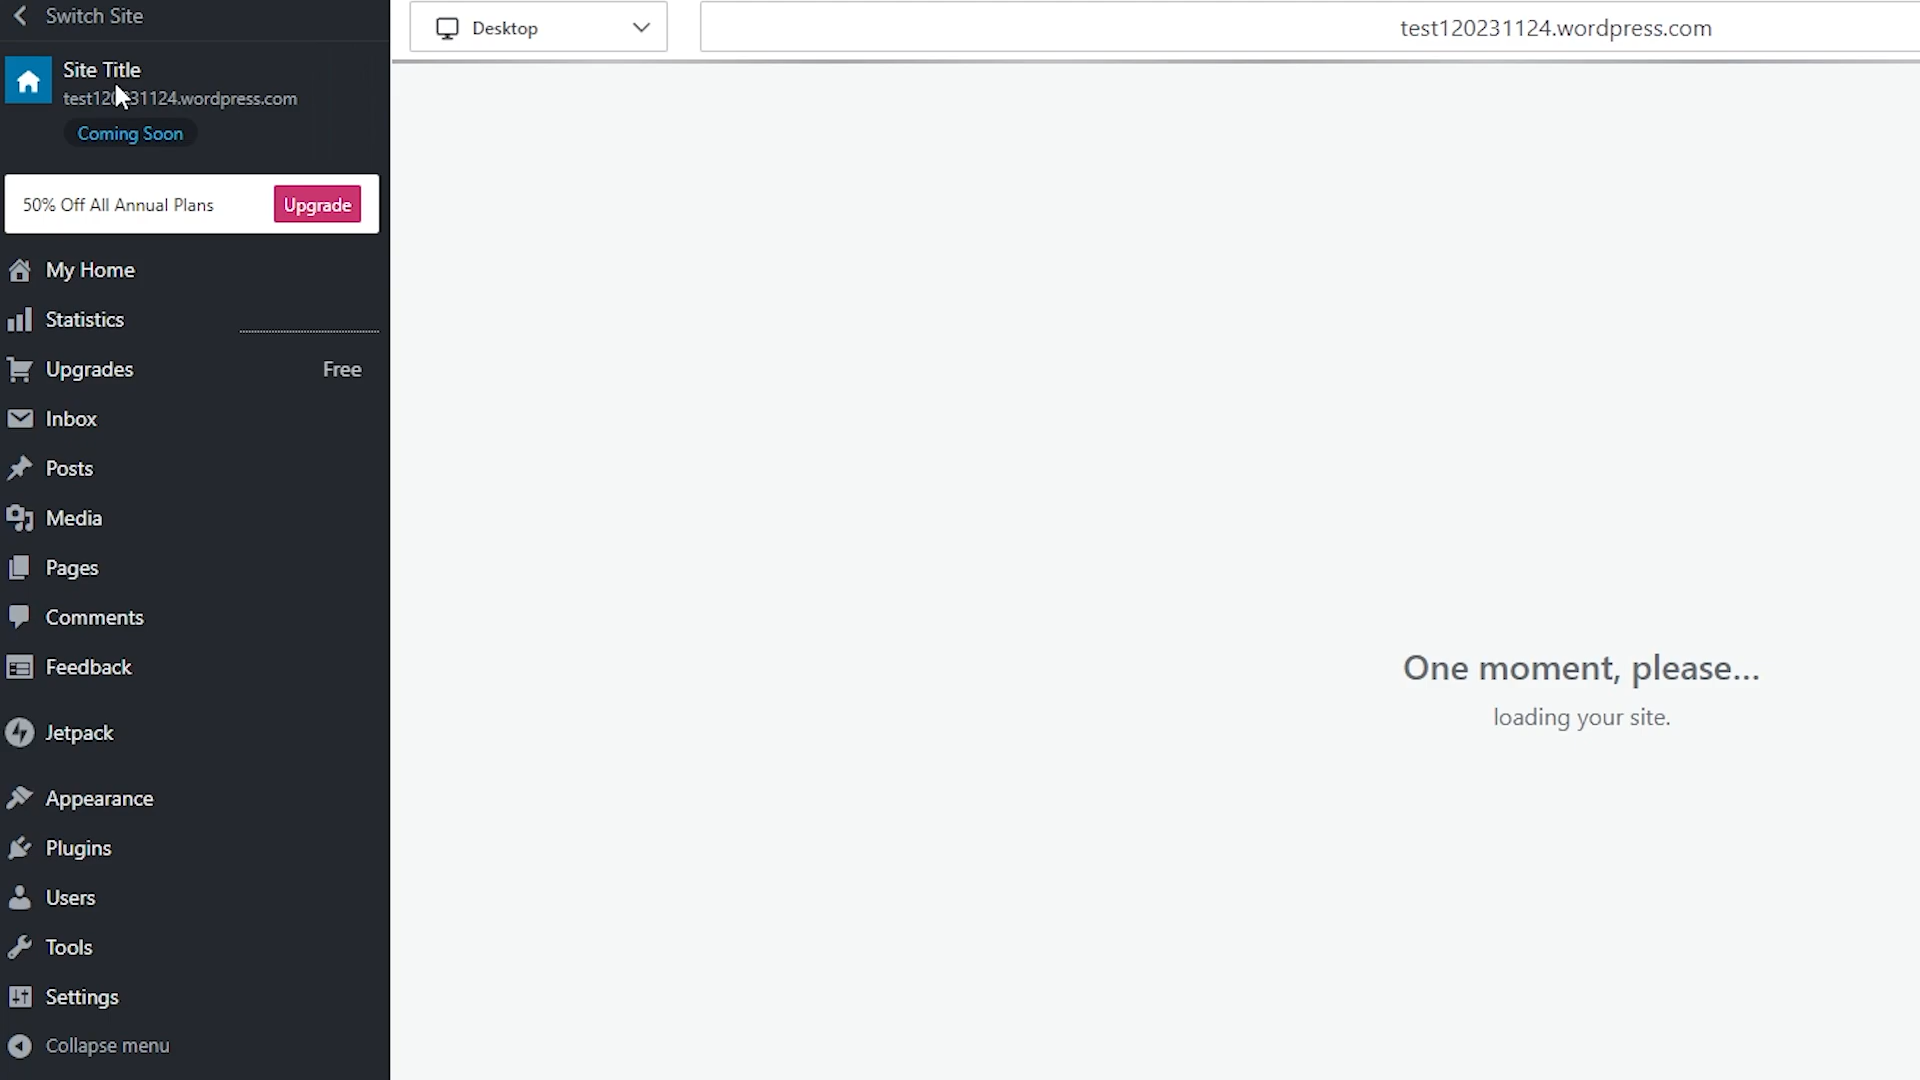 Switch Site
Site Title
test120231124.wordpress.com
Coming Soon
50% Off All Annual Plans
Upgrade
My Home
Statistics
Upgrades
Free
Inbox
Posts
Media
Pages
Comments
Feedback
Jetpack
Appearance
Plugins
Users
Tools
Settings
Collapse menu
Desktop
test120231124.wordpress.com
One moment, please...
loading your site.